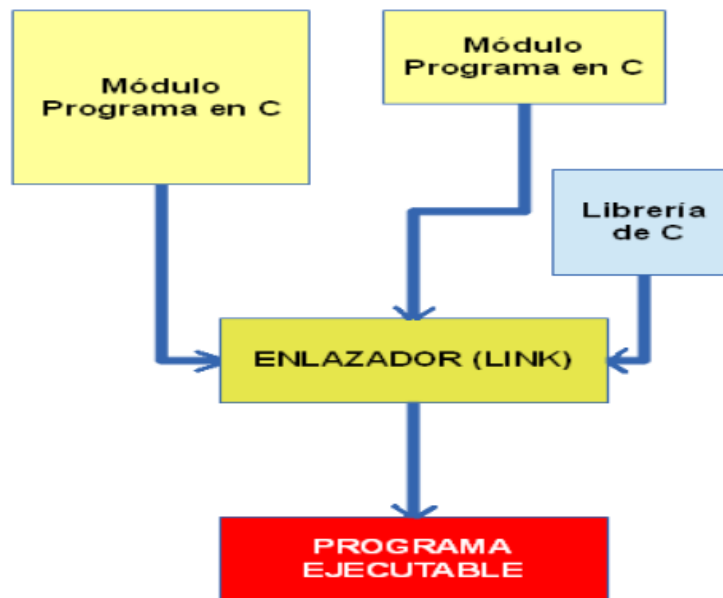 Módulo
Programa en C
Módulo
Programa en C
Librería
de C
ENLAZADOR (LINK)
PROGRAMA
EJECUTABLE